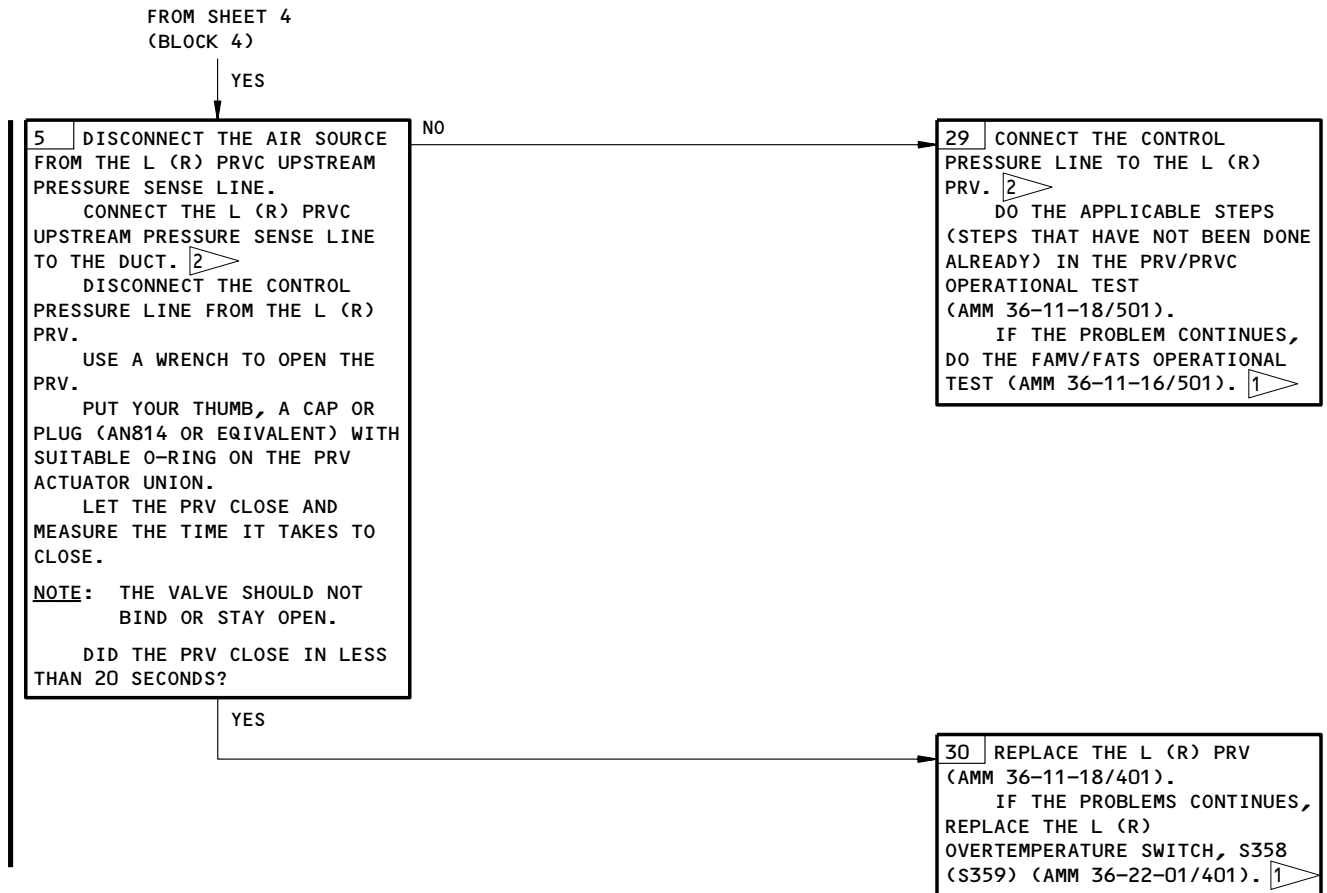 FROM SHEET 4
(BLOCK 4)
YES
5 DISCONNECT THE AIR SOURCE
FROM THE L (R) PRVC UPSTREAM
PRESSURE SENSE LINE.
CONNECT THE L (R) PRVC
UPSTREAM PRESSURE SENSE LINE
TO THE DUCT. 2
DISCONNECT THE CONTROL
PRESSURE LINE FROM THE L (R)
PRV.
USE A WRENCH TO OPEN THE
PRV.
PUT YOUR THUMB, A CAP OR
PLUG (AN814 OR EQIVALENT) WITH
SUITABLE O-RING ON THE PRV
ACTUATOR UNION.
LET THE PRV CLOSE AND
MEASURE THE TIME IT TAKES TO
CLOSE.
NOTE: THE VALVE SHOULD NOT
BIND OR STAY OPEN.
DID THE PRV CLOSE IN LESS
THAN 20 SECONDS?
NO
29 CONNECT THE CONTROL
PRESSURE LINE TO THE L (R)
PRV. 2
DO THE APPLICABLE STEPS
(STEPS THAT HAVE NOT BEEN DONE
ALREADY) IN THE PRV/PRVC
OPERATIONAL TEST
(AMM 36-11-18/501).
IF THE PROBLEM CONTINUES,
DO THE FAMV/FATS OPERATIONAL
TEST (AMM 36-11-16/501). 1
YES
30 REPLACE THE L (R) PRV
(AMM 36-11-18/401).
IF THE PROBLEMS CONTINUES,
REPLACE THE L (R)
OVERTEMPERATURE SWITCH, S358
(S359) (AMM 36-22-01/401). 1